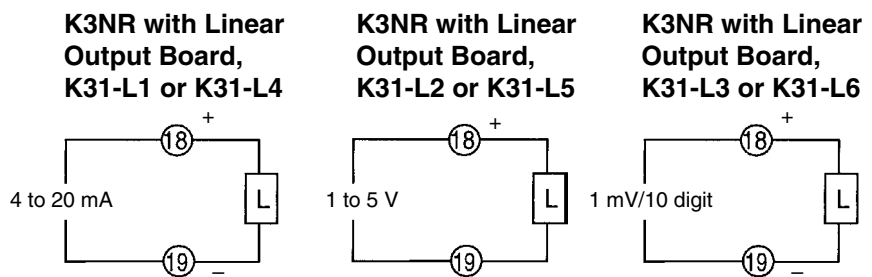 K3NR with Linear
Output Board,
K31-L1 or K31-L4
18
+
4 to 20 mA
L
19
–
K3NR with Linear
Output Board,
K31-L2 or K31-L5
18
+
1 to 5 V
L
19
K3NR with Linear
Output Board,
K31-L3 or K31-L6
18
+
1 mV/10 digit
L
19
–